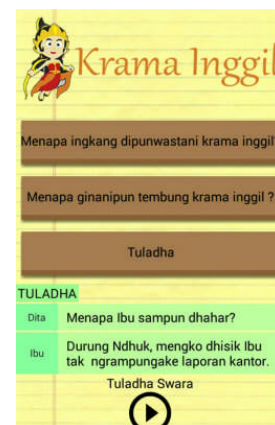 Krama Inggil
Menapa ingkang dipunwastani krama inggil
Menapa ginanipun tembung krama inggil ?
Tuladha
TULADHA
Dita
Menapa Ibu sampun dhahar?
Ibu
Durung Ndhuk, mengko dhisik Ibu
tak ngrampungake laporan kantor.
Tuladha Swara